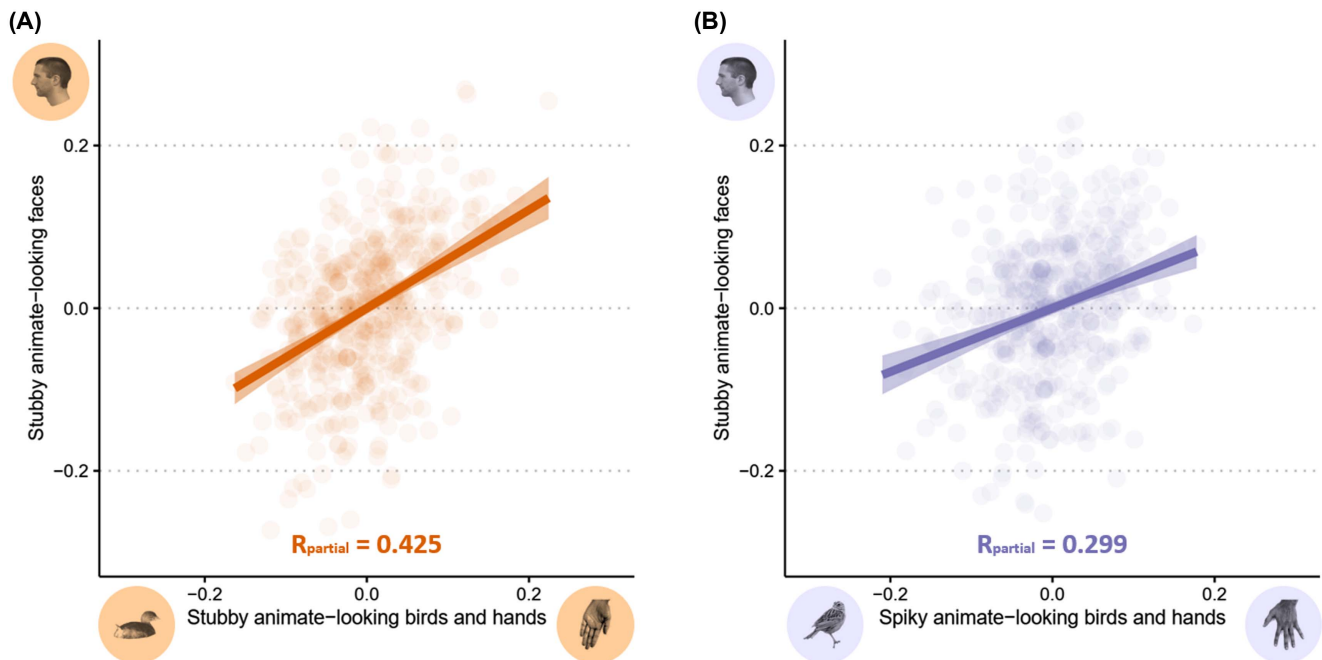 (A)
Stubby animate−looking faces
0.2
0.0
−0.2
Rpartial = 0.425
−0.2
0.0
0.2
Stubby animate−looking birds and hands
(B)
Stubby animate−looking faces
0.2
0.0
−0.2
Rpartial = 0.299
−0.2
0.0
0.2
Spiky animate−looking birds and hands